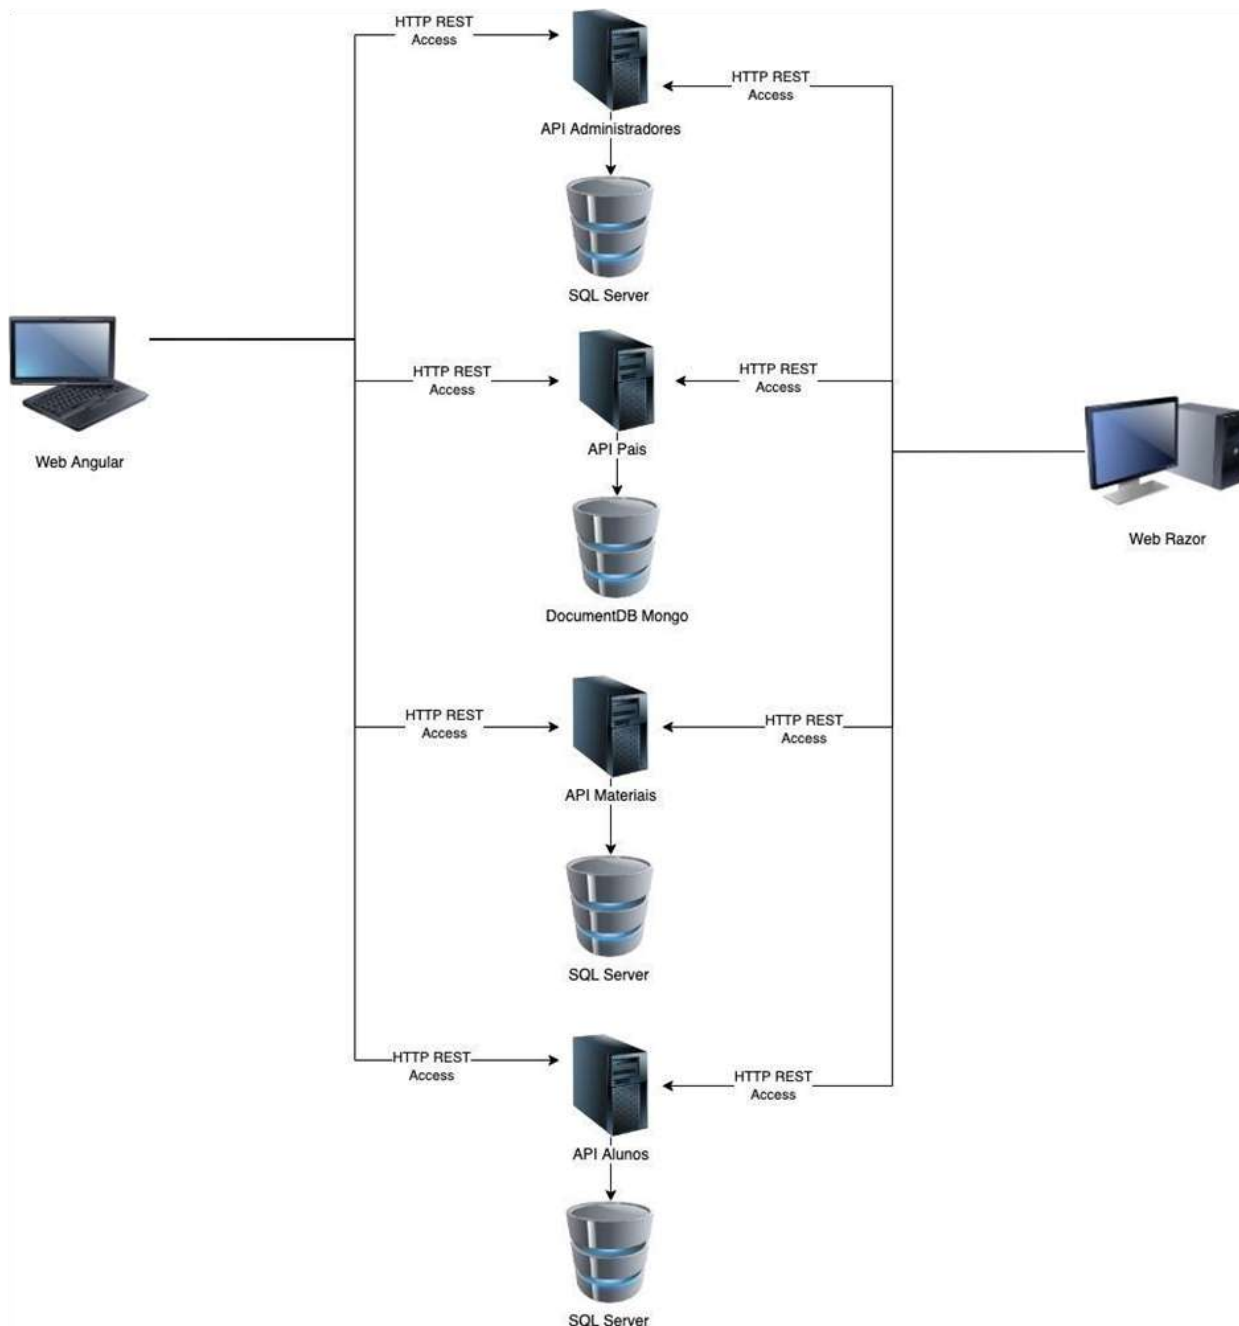 HTTP REST
Access
HTTP REST
Access
API Administradores
SQL Server
Web Angular
HTTP REST
Access
HTTP REST
Access
API Pais
Web Razor
DocumentDB Mongo
HTTP REST
Access
HTTP REST
Access
API Materiais
SQL Server
HTTP REST
Access
HTTP REST
Access
API Alunos
SQL Server